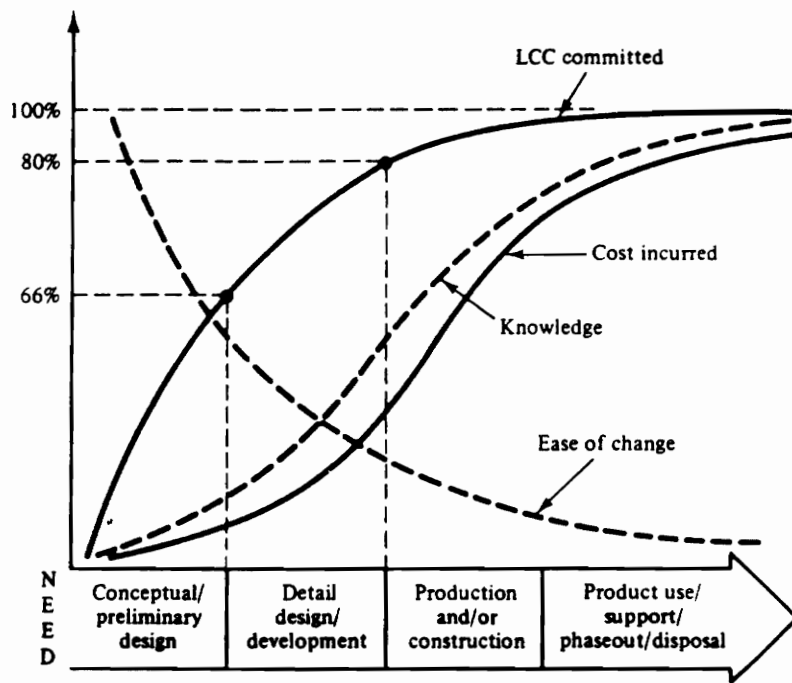 LCC committed
100%
80%
66%
Cost incurred
Knowledge
Ease of change
NEED
Conceptual/
preliminary
design
Detail
design/
development
Production
and/or
construction
Product use/
support/
phaseout/disposal